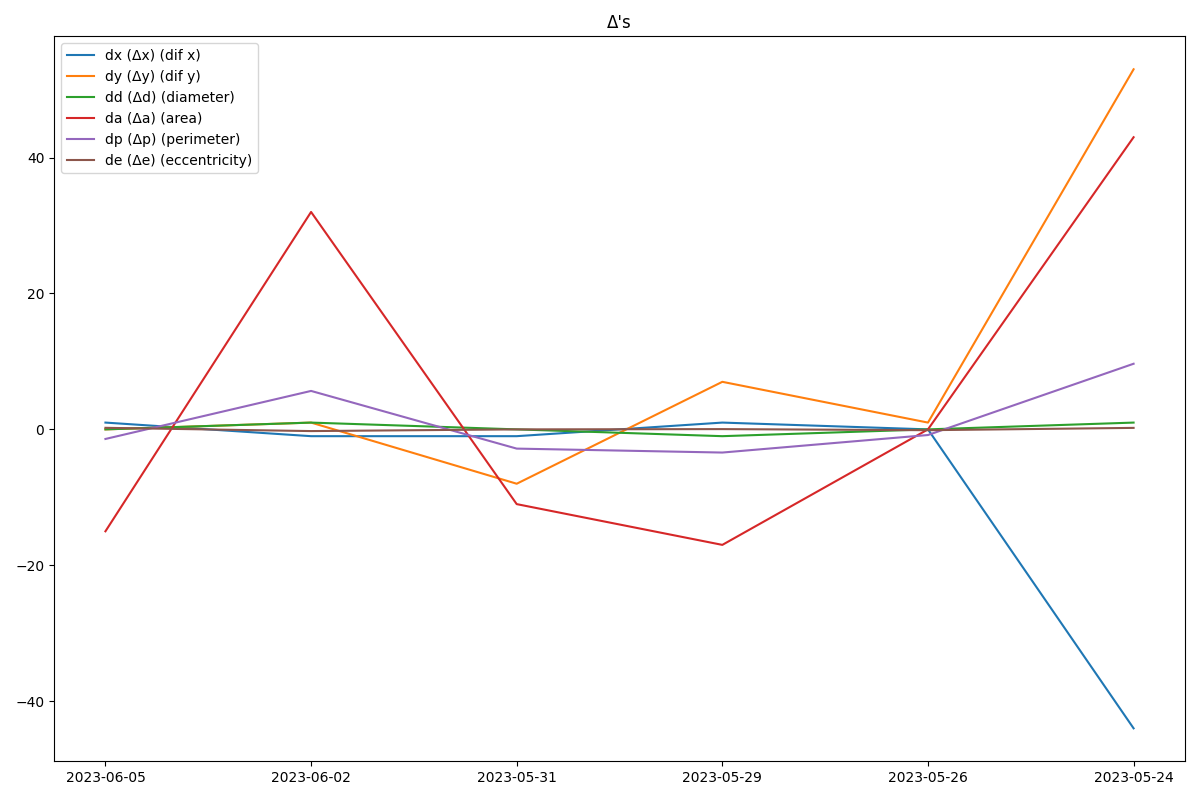 Δ's
dx (Δx) (dif x)
dy (Δy) (dif y)
dd (Δd) (diameter)
da (Δa) (area)
dp (Δp) (perimeter)
de (Δe) (eccentricity)
40
20
0
−20
−40
2023-06-05 2023-06-02 2023-05-31 2023-05-29 2023-05-26 2023-05-24